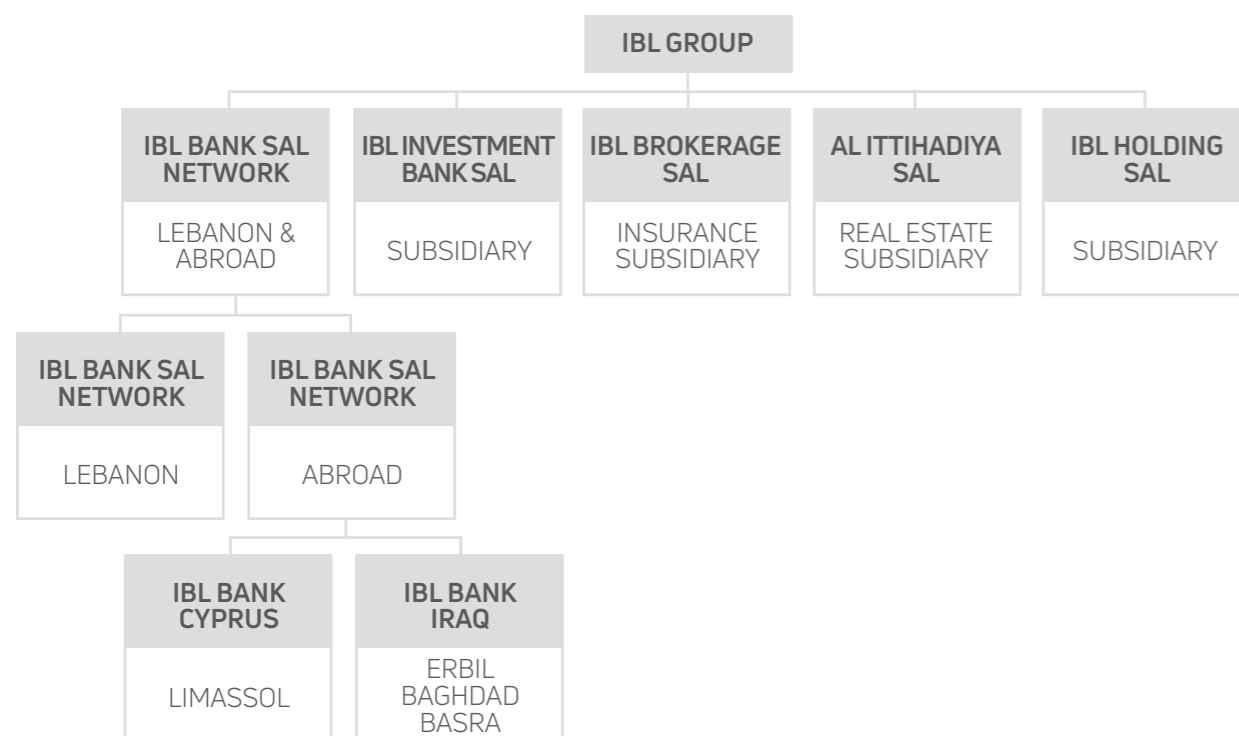 IBL GROUP
IBL BANK SAL
NETWORK
LEBANON &
ABROAD
IBL INVESTMENT
BANK SAL
SUBSIDIARY
IBL BROKERAGE
SAL
INSURANCE
SUBSIDIARY
AL ITTIHADIYA
SAL
REAL ESTATE
SUBSIDIARY
IBL HOLDING
SAL
SUBSIDIARY
IBL BANK SAL
NETWORK
LEBANON
IBL BANK SAL
NETWORK
ABROAD
IBL BANK
CYPRUS
LIMASSOL
IBL BANK
IRAQ
ERBIL
BAGHDAD
BASRA